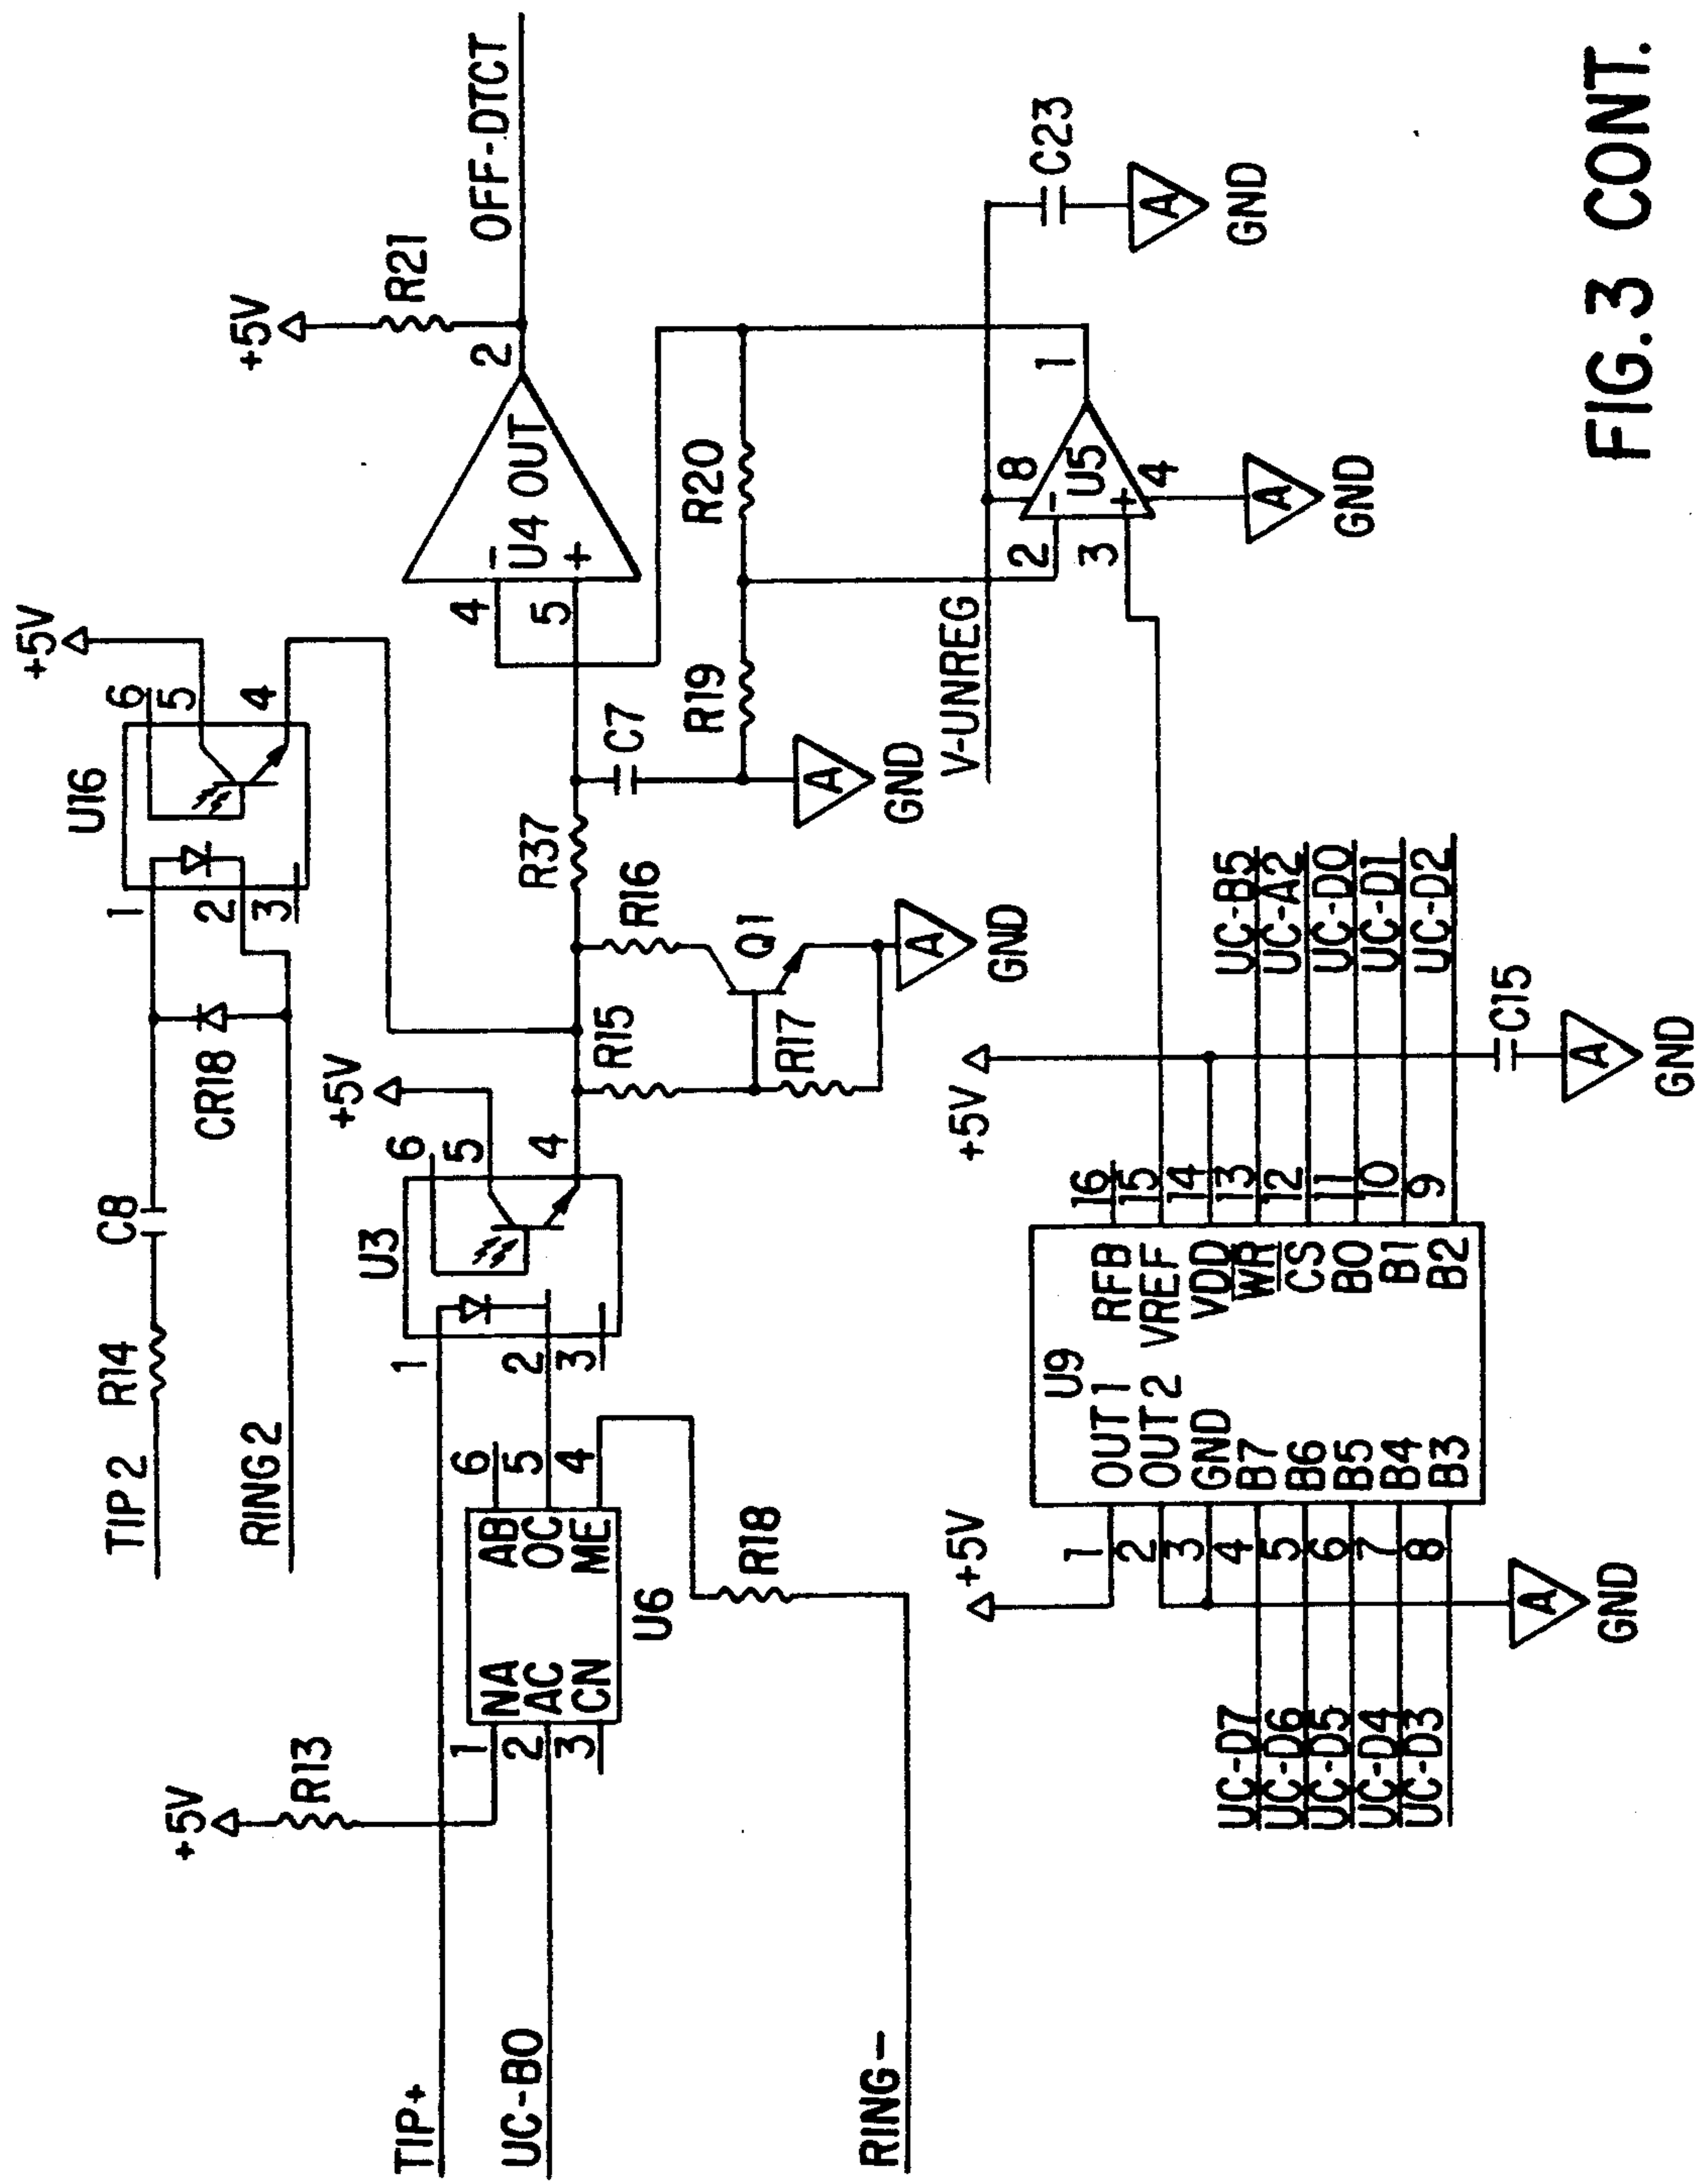 TIP 2
R14
C8
CR18
RING 2
U16
1
2
3
6
5
4
+5V
+5V
R13
TIP+
UC-B0
RING-
1
2
3
NA
AC
CN
AB
OC
ME
6
5
4
U6
R18
U3
1
2
3
6
5
4
+5V
R15
R16
R17
Q1
A
GND
R37
C7
A
GND
4
5
-
+
U4 OUT
2
+5V
R21
OFF-DTCT
R19
R20
V-UNREG
2
3
-
+
U5
8
4
1
A
GND
C23
A
GND
+5V
1
2
3
4
5
6
7
8
UC-D7
UC-D6
UC-D5
UC-D4
UC-D3
A
GND
U9
OUT1
OUT2
GND
B7
B6
B5
B4
B3
RFB
VREF
VDD
WR
CS
B0
B1
B2
16
15
14
13
12
11
10
9
+5V
UC-B5
UC-A2
UC-D0
UC-D1
UC-D2
C15
A
GND
FIG.3 CONT.